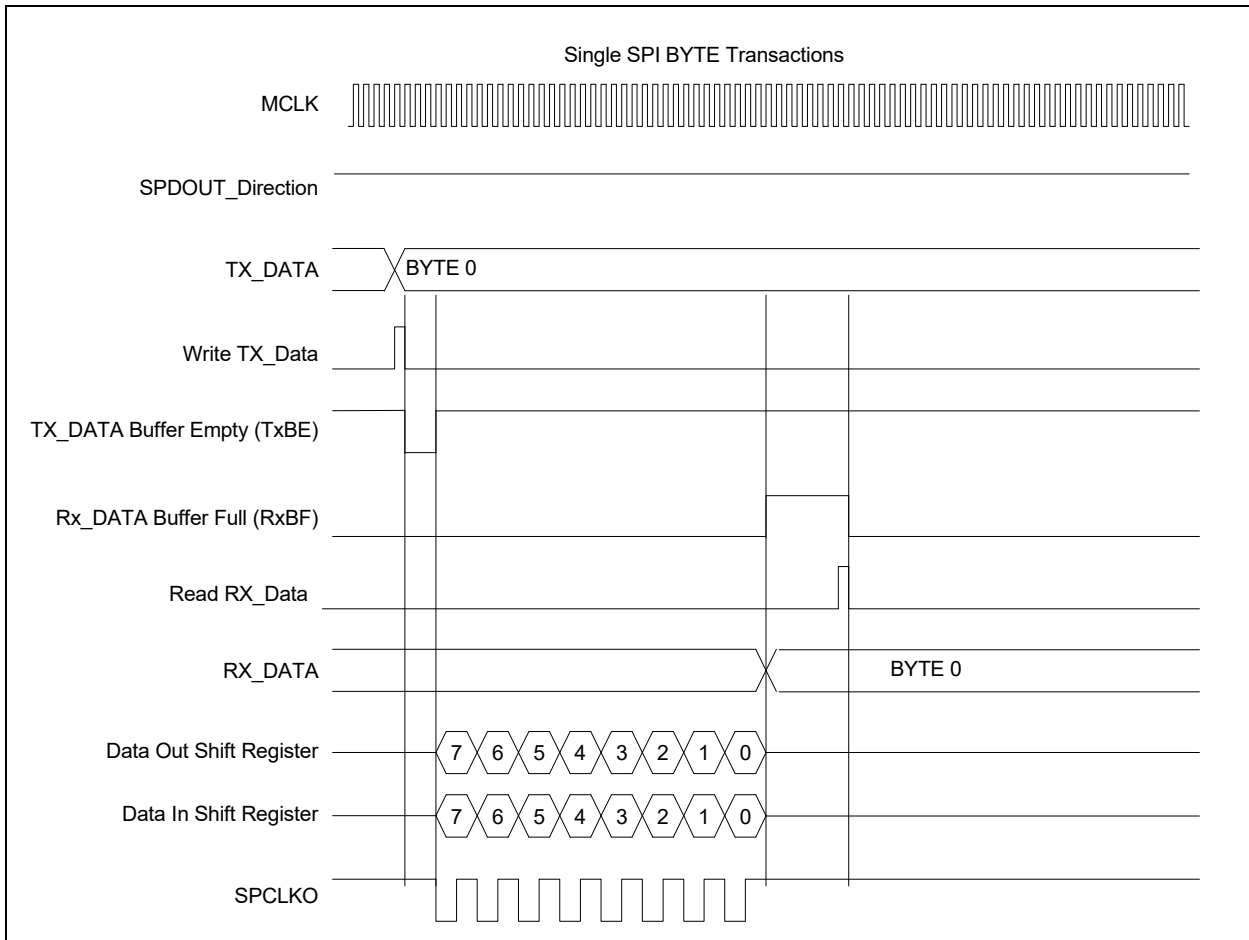 Single SPI BYTE Transactions
MCLK
SPDOUT_Direction
TX_DATA
BYTE 0
Write TX_Data
TX_DATA Buffer Empty (TxBE)
Rx_DATA Buffer Full (RxBF)
Read RX_Data
RX_DATA
BYTE 0
Data Out Shift Register
7 6 5 4 3 2 1 0
Data In Shift Register
7 6 5 4 3 2 1 0
SPCLKO